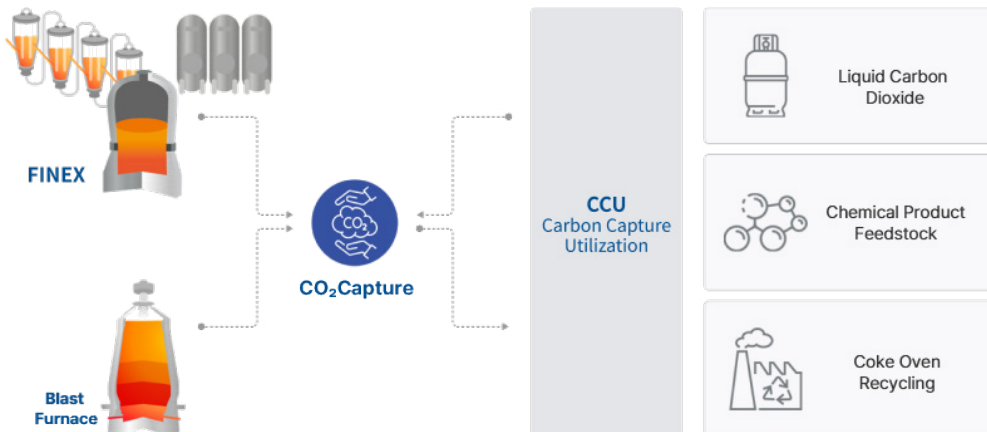 FINEX
Blast
Furnace
CO₂
CO₂Capture
CCU
Carbon Capture
Utilization
Liquid Carbon
Dioxide
Chemical Product
Feedstock
Coke Oven
Recycling